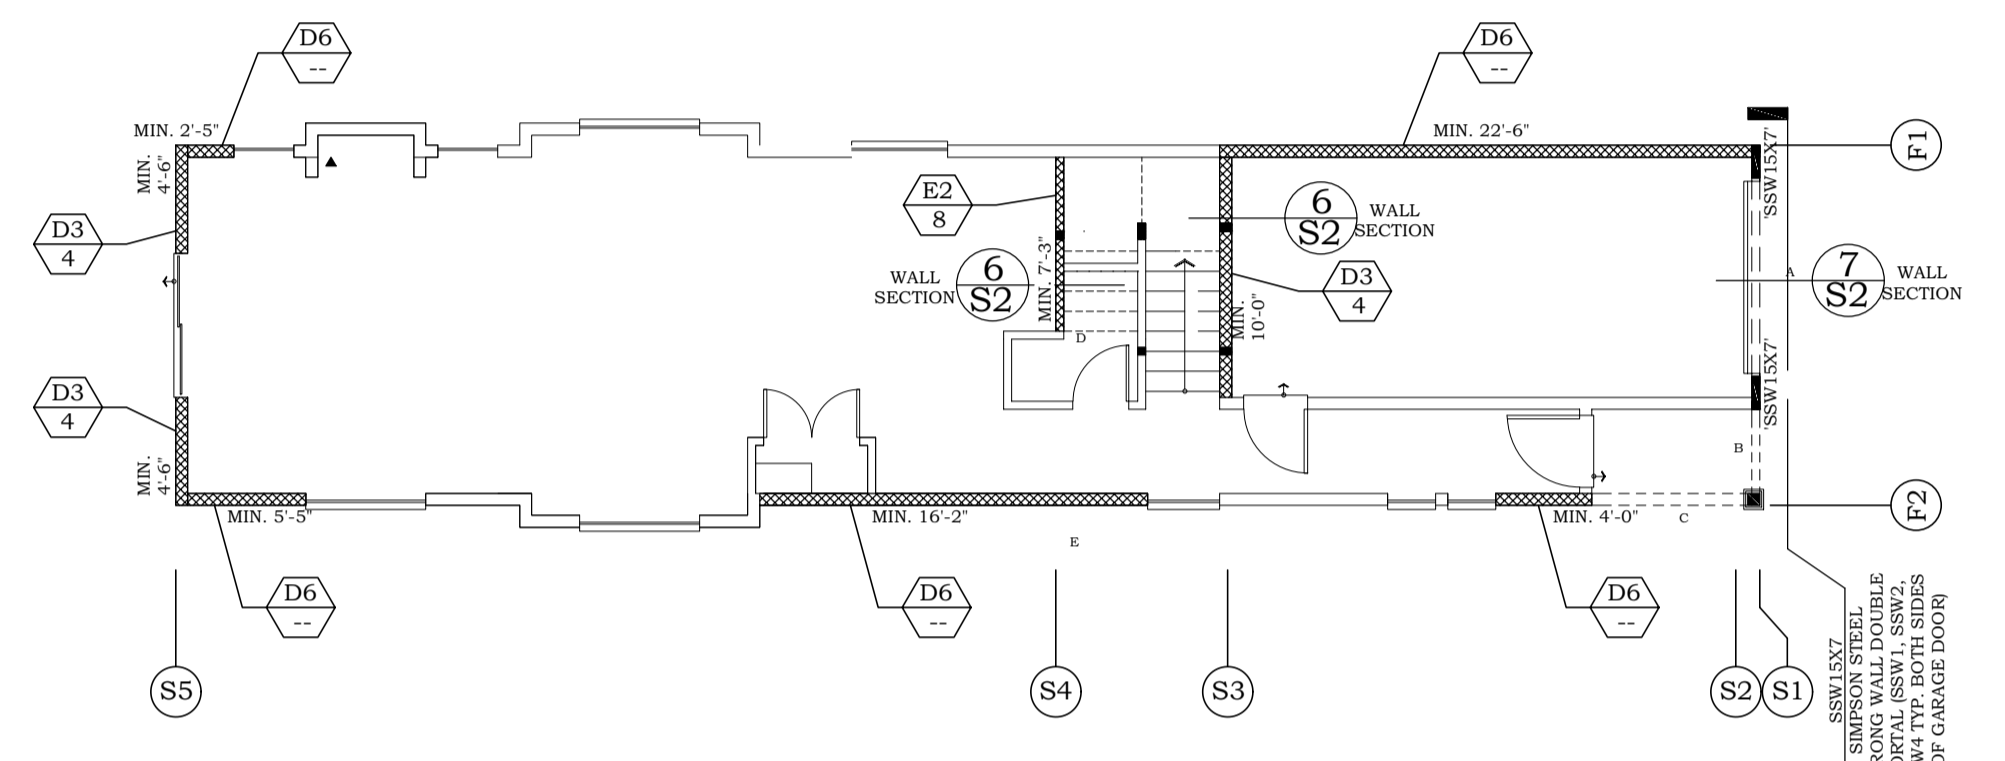 D6
--
D6
--
MIN. 2'-5"
MIN. 22'-6"
MIN.
4'-6"
'SSW15X7'
F1
E2
8
6
S2
WALL
SECTION
D3
4
MIN. 7'-3"
WALL
SECTION
6
S2
D3
4
MIN.
10'-0"
A
7
S2
WALL
SECTION
D
'SSW15X7'
D3
4
MIN.
4'-6"
B
MIN. 5'-5"
MIN. 16'-2"
MIN. 4'-0"
C
F2
E
D6
--
D6
--
D6
--
S5
S4
S3
S2
S1
SSW15X7
SIMPSON STEEL
RONG WALL DOUBLE
ORTAL (SSW1, SSW2,
W4 TYP. BOTH SIDES
OF GARAGE DOOR)